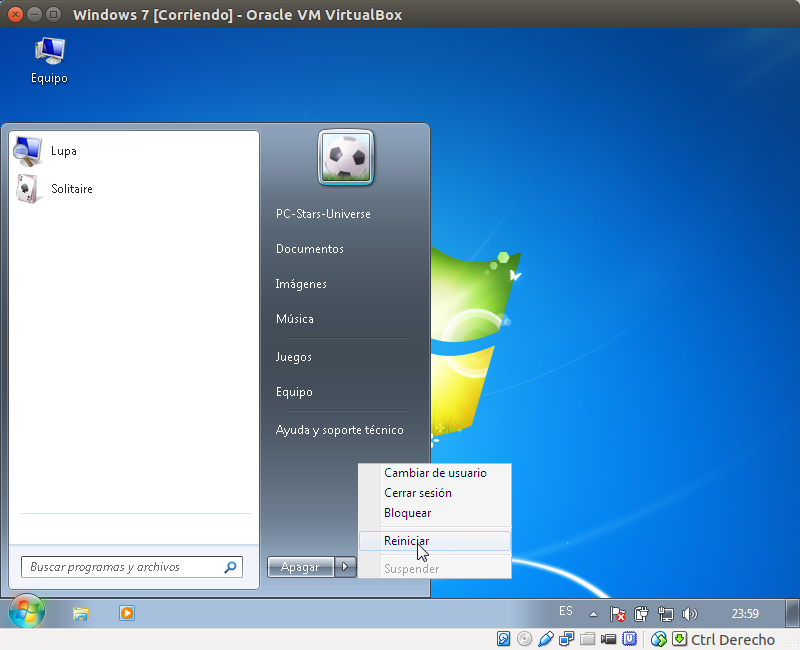 Windows 7 [Corriendo] - Oracle VM VirtualBox
Equipo
Lupa
Solitaire
PC-Stars-Universe
Documentos
Imágenes
Música
Juegos
Equipo
Ayuda y soporte técnico
Cambiar de usuario
Cerrar sesión
Bloquear
Reiniciar
Suspender
Buscar programas y archivos
Apagar
ES
23:59
Ctrl Derecho